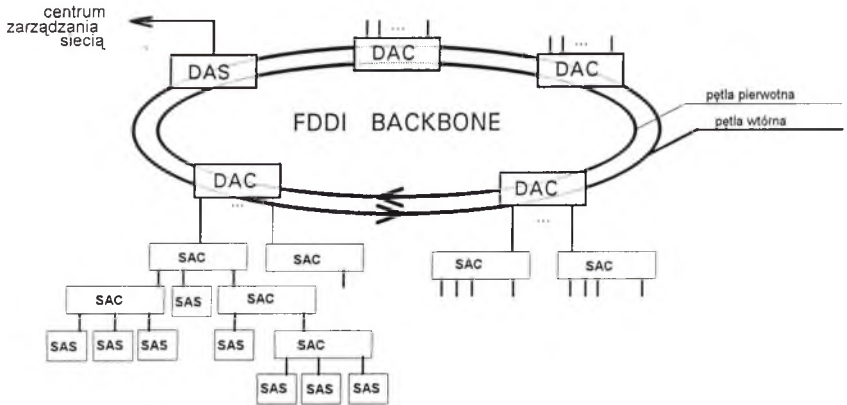 centrum
zarządzania
siecią
DAS
DAC
DAC
pętla pierwotna
pętla wtórna
FDDI BACKBONE
DAC
DAC
...
...
...
...
SAC
SAC
SAC
SAC
SAC
SAS
SAC
SAS
SAS
SAS
SAS
SAC
SAS
SAS
SAS